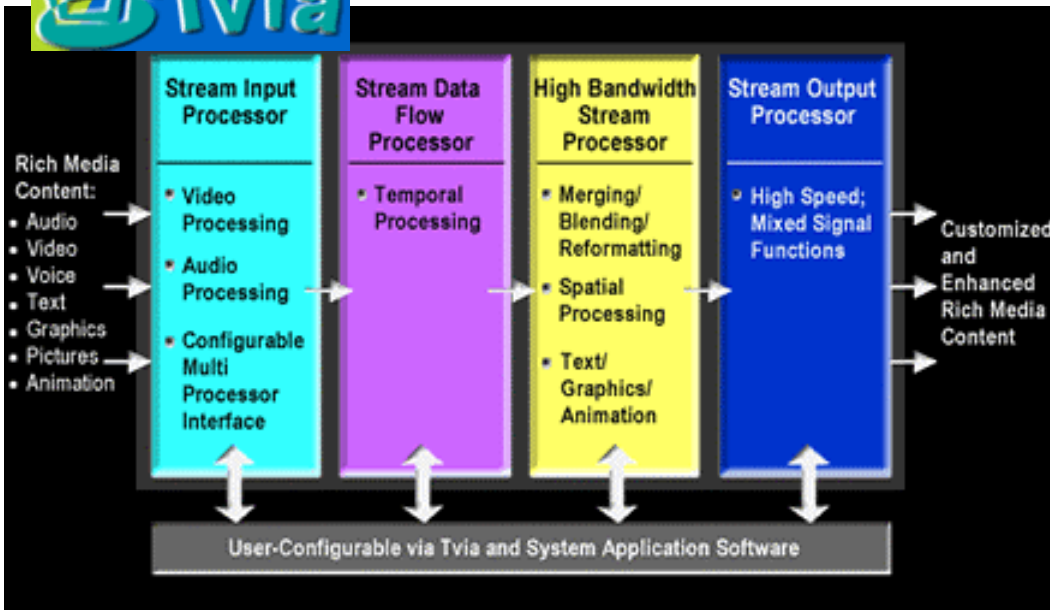 Tvia
Stream Input
Processor
Video
Processing
Audio
Processing
Configurable
Multi
Processor
Interface
Stream Data
Flow
Processor
Temporal
Processing
High Bandwidth
Stream
Processor
Merging/
Blending/
Reformatting
Spatial
Processing
Text/
Graphics/
Animation
Stream Output
Processor
High Speed;
Mixed Signal
Functions
Rich Media
Content:
Audio
Video
Voice
Text
Graphics
Pictures
Animation
Customized
and
Enhanced
Rich Media
Content
User-Configurable via Tvia and System Application Software